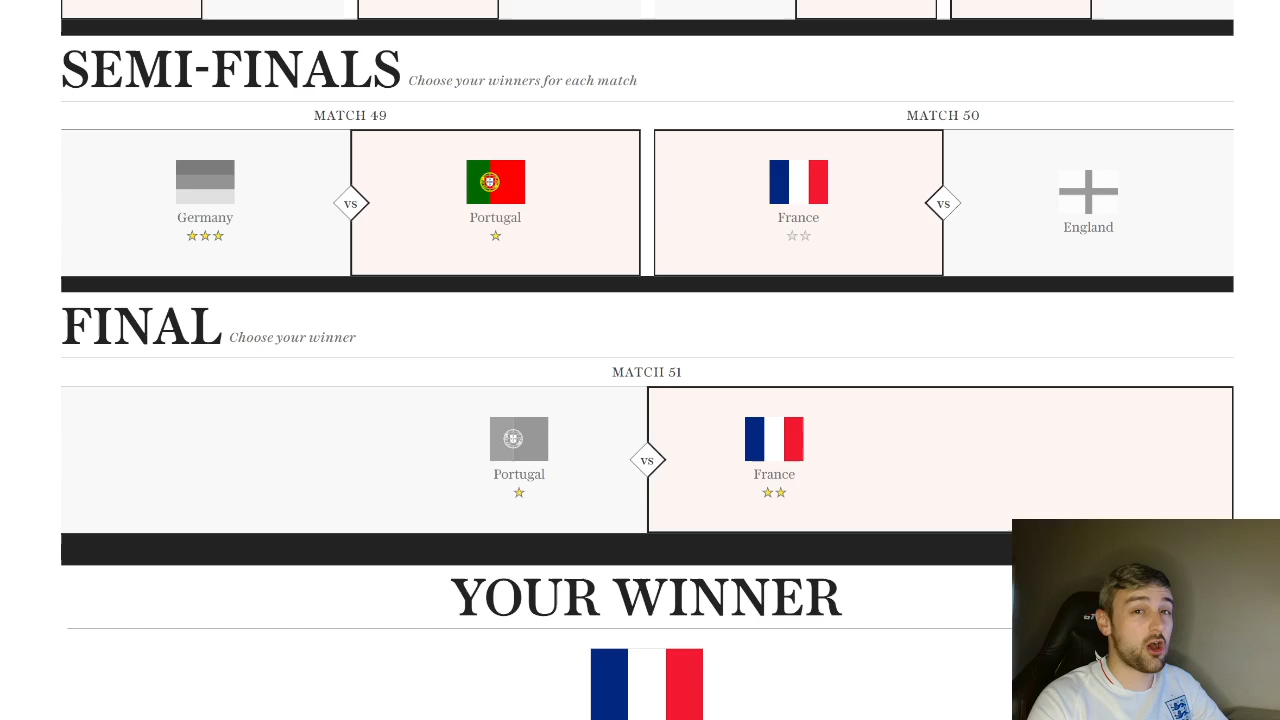 SEMI-FINALS Choose your winners for each match
MATCH 49
MATCH 50
Germany
vs
Portugal
France
vs
England
FINAL Choose your winner
MATCH 51
Portugal
vs
France
YOUR WINNER